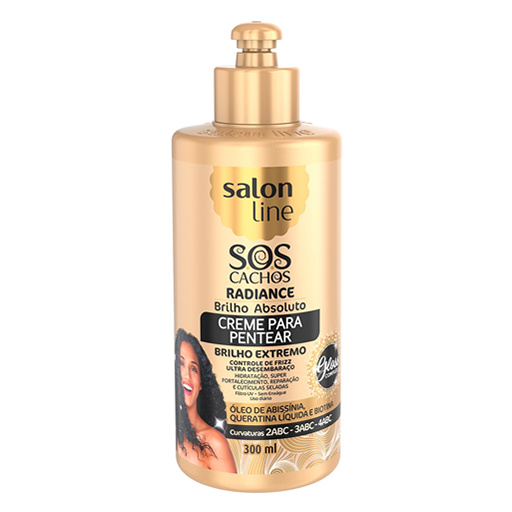 salon
line
SOS
CACHOS
RADIANCE
Brilho Absoluto
CREME PARA
PENTEAR
BRILHO EXTREMO
CONTROLE DE FRIZZ
ULTRA DESEMBARAÇO
HIDRATAÇÃO, SUPER
FORTALECIMENTO, REPARAÇÃO
E CUTÍCULAS SELADAS
Filtro UV - Sem Enxágue
Uso diário
ÓLEO DE ABISSÍNIA,
QUERATINA LÍQUIDA E BIOTINA
Curvaturas 2ABC - 3ABC - 4ABC
300 ml